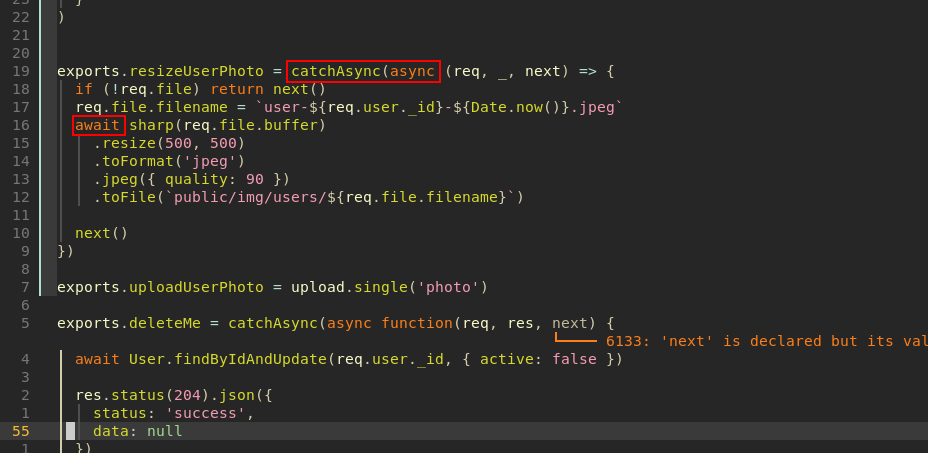 23 }
22 )
21
20
19 exports.resizeUserPhoto = catchAsync(async (req, _, next) => {
18 if (!req.file) return next()
17 req.file.filename = `user-${req.user._id}-${Date.now()}.jpeg`
16 await sharp(req.file.buffer)
15 .resize(500, 500)
14 .toFormat('jpeg')
13 .jpeg({ quality: 90 })
12 .toFile(`public/img/users/${req.file.filename}`)
11
10 next()
9 })
8
7 exports.uploadUserPhoto = upload.single('photo')
6
5 exports.deleteMe = catchAsync(async function(req, res, next) {
6133: 'next' is declared but its val
4 await User.findByIdAndUpdate(req.user._id, { active: false })
3
2 res.status(204).json({
1 status: 'success',
55 data: null
1 })